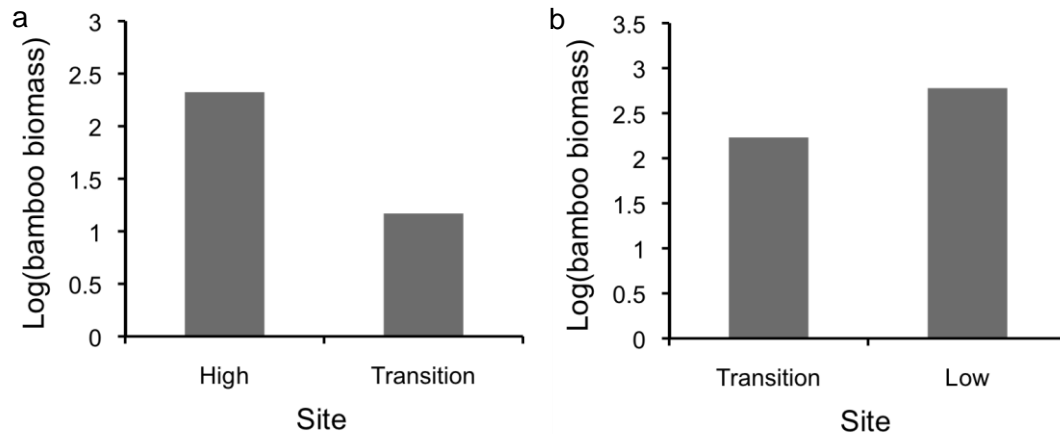 a
Log(bamboo biomass)
3
2.5
2
1.5
1
0.5
0
High Transition
Site
b
Log(bamboo biomass)
3.5
3
2.5
2
1.5
1
0.5
0
Transition Low
Site